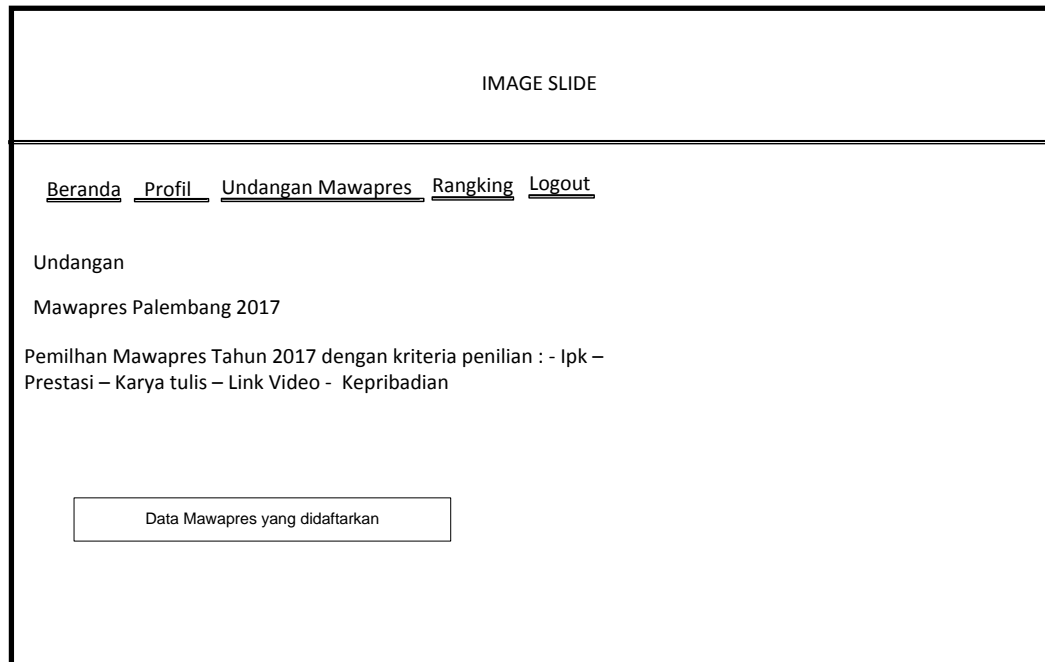 IMAGE SLIDE
Beranda Profil Undangan Mawapres Rangking Logout
Undangan
Mawapres Palembang 2017
Pemilhan Mawapres Tahun 2017 dengan kriteria penilian : - Ipk –
Prestasi – Karya tulis – Link Video - Kepribadian
Data Mawapres yang didaftarkan